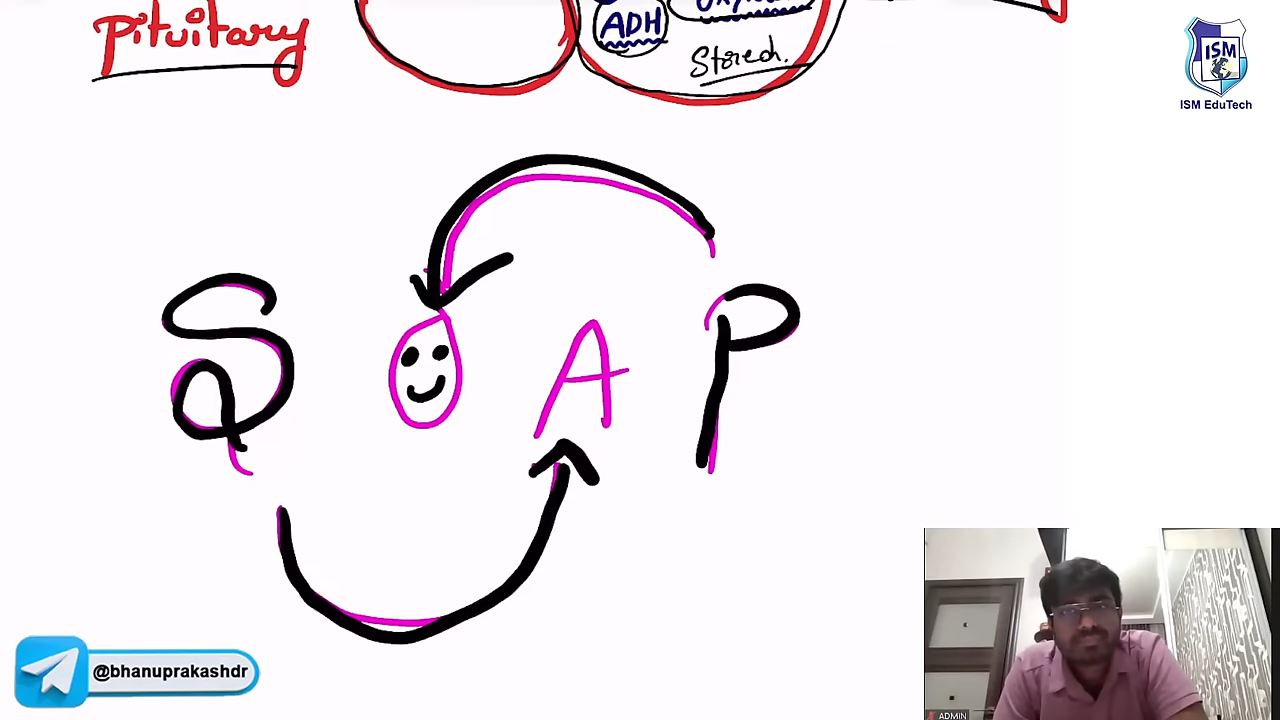 Pituitary
ADH
Stored.
ISM
ISM EduTech
S O A P
@bhanuprakashdr
ADMIN